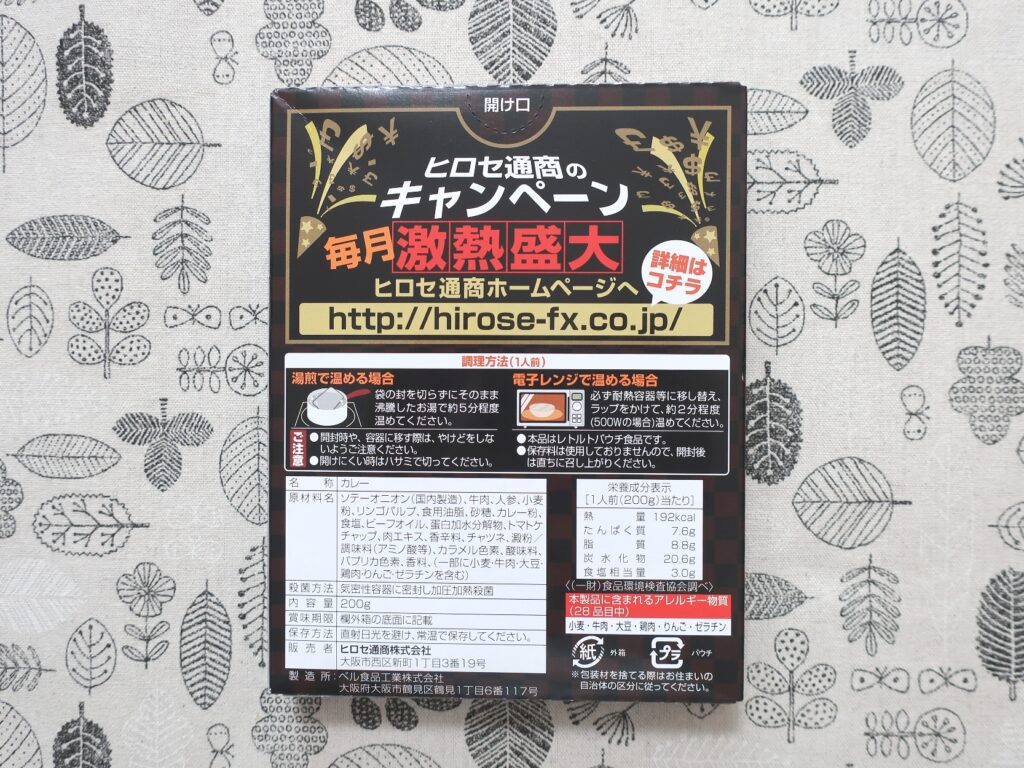 開け口
ヒロセ通商の
キャンペーン
毎月激熱盛大
詳細は
コチラ
ヒロセ通商ホームページへ
http://hirose-fx.co.jp/
調理方法(1人前)
湯煎で温める場合
袋の封を切らずにそのまま
沸騰したお湯で約5分程度
温めてください。
電子レンジで温める場合
必ず耐熱容器等に移し替え、
ラップをかけて、約2分程度
(500Wの場合)温めてください。
ご注意
●開封時や、容器に移す際は、やけどをしな
いようご注意ください。
●開けにくい時はハサミで切ってください。
●本品はレトルトパウチ食品です。
●保存料は使用しておりませんので、開封後
は直ちに召し上がりください。
名称 カレー
原材料名 ソテーオニオン(国内製造)、牛肉、人参、小麦
粉、リンゴパルプ、食用油脂、砂糖、カレー粉、
食塩、ビーフオイル、蛋白加水分解物、トマトケ
チャップ、肉エキス、香辛料、チャツネ、澱粉／
調味料(アミノ酸等)、カラメル色素、酸味料、
パプリカ色素、香料、(一部に小麦・牛肉・大豆・
鶏肉・りんご・ゼラチンを含む)
殺菌方法 気密性容器に密封し加圧加熱殺菌
内容量 200g
賞味期限 欄外箱の底面に記載
保存方法 直射日光を避け、常温で保存してください。
販売者 ヒロセ通商株式会社
大阪市西区新町1丁目3番19号
製造所:ベル食品工業株式会社
大阪府大阪市鶴見区鶴見1丁目6番117号
栄養成分表示
[1人前(200g)当たり]
熱量 192kcal
たんぱく質 7.6g
脂質 8.8g
炭水化物 20.6g
食塩相当量 3.0g
〈(一財)食品環境検査協会調べ〉
本製品に含まれるアレルギー物質
(28品目中)
小麦・牛肉・大豆・鶏肉・りんご・ゼラチン
紙 外箱 プラ パウチ
※包装材を捨てる際はお住まいの
自治体の区分に従ってください。